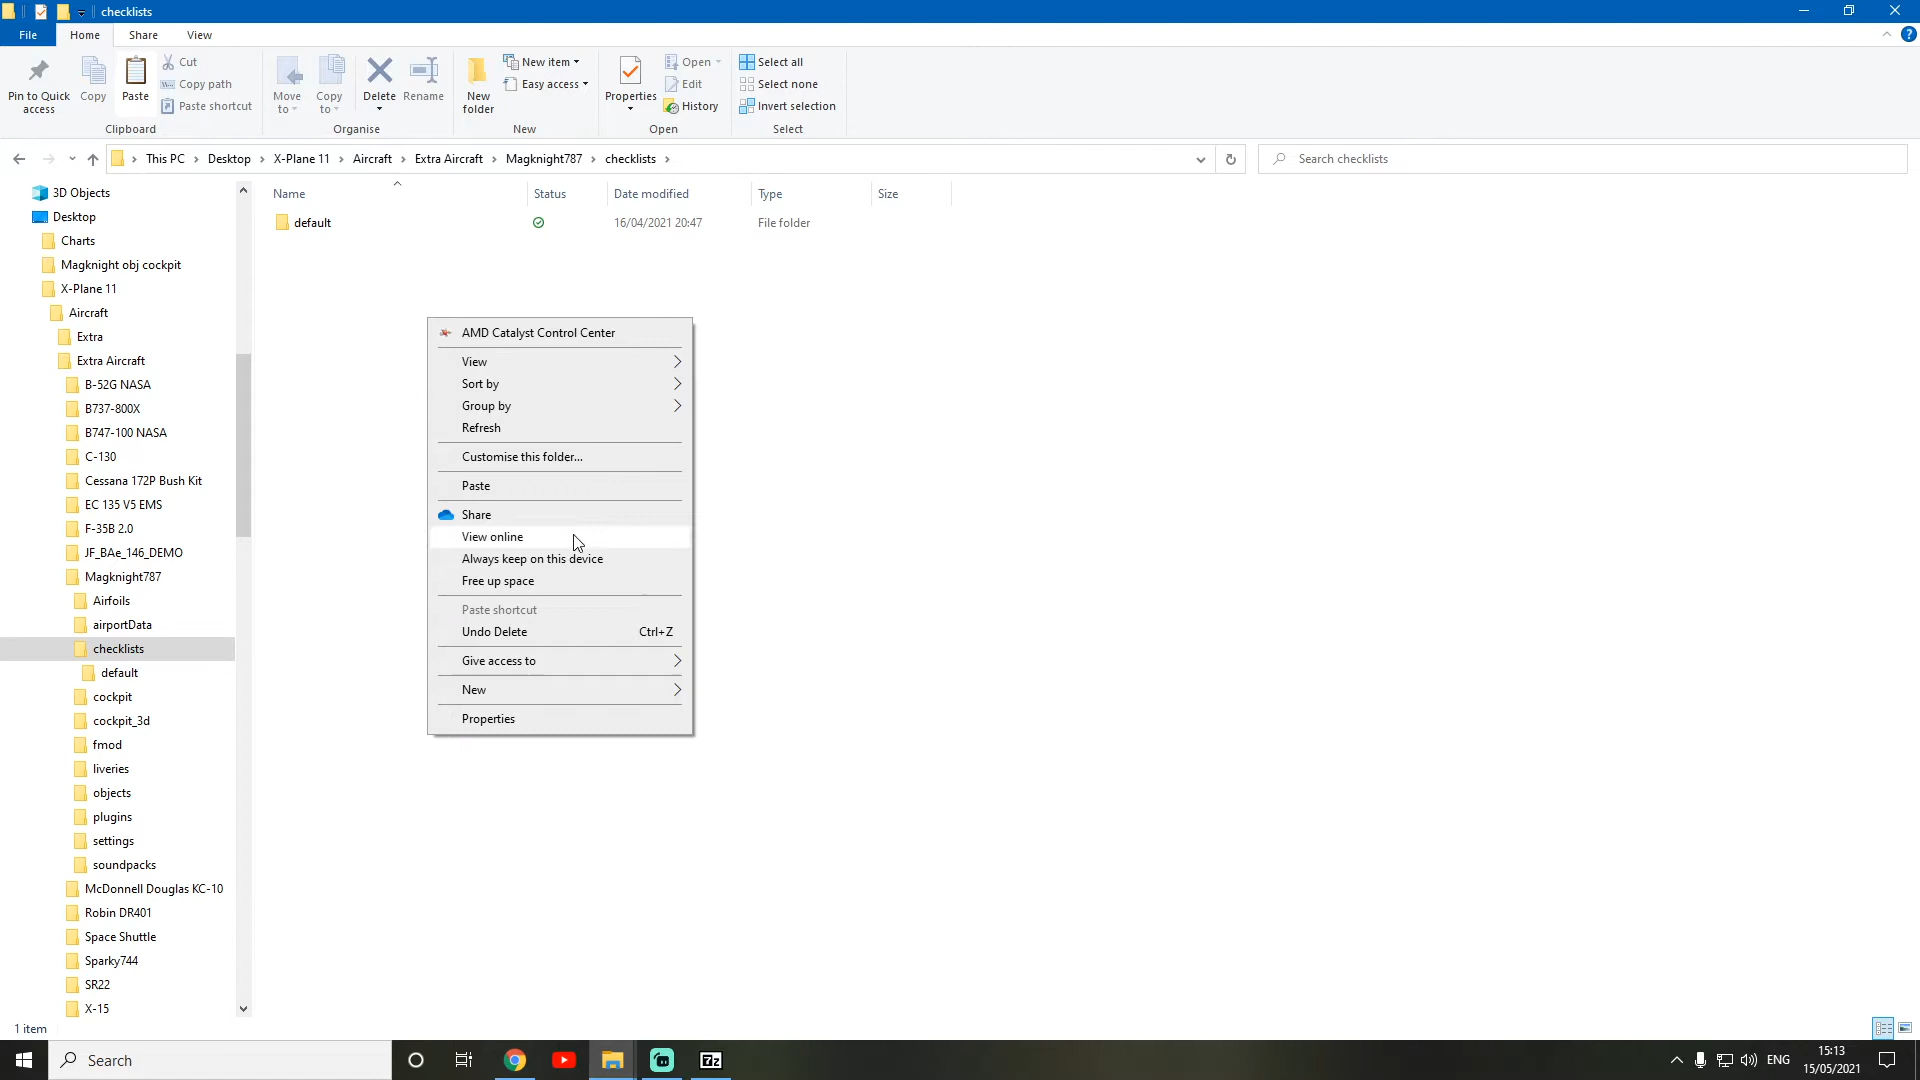 checklists
File
Home
Share
View
Pin to Quick
access
Copy
Paste
Cut
Copy path
Paste shortcut
Clipboard
Move
to
Copy
to
Delete
Rename
Organise
New
folder
New item
Easy access
New
Properties
Open
Edit
History
Open
Select all
Select none
Invert selection
Select
This PC
Desktop
X-Plane 11
Aircraft
Extra Aircraft
Magknight787
checklists
Search checklists
3D Objects
Desktop
Charts
Magknight obj cockpit
X-Plane 11
Aircraft
Extra
Extra Aircraft
B-52G NASA
B737-800X
B747-100 NASA
C-130
Cessana 172P Bush Kit
EC 135 V5 EMS
F-35B 2.0
JF_BAe_146_DEMO
Magknight787
Airfoils
airportData
checklists
default
cockpit
cockpit_3d
fmod
liveries
objects
plugins
settings
soundpacks
McDonnell Douglas KC-10
Robin DR401
Space Shuttle
Sparky744
SR22
X-15
Name
Status
Date modified
Type
Size
default
16/04/2021 20:47
File folder
AMD Catalyst Control Center
View
Sort by
Group by
Refresh
Customise this folder...
Paste
Share
View online
Always keep on this device
Free up space
Paste shortcut
Undo Delete
Ctrl+Z
Give access to
New
Properties
1 item
Search
7z
ENG
15:13
15/05/2021